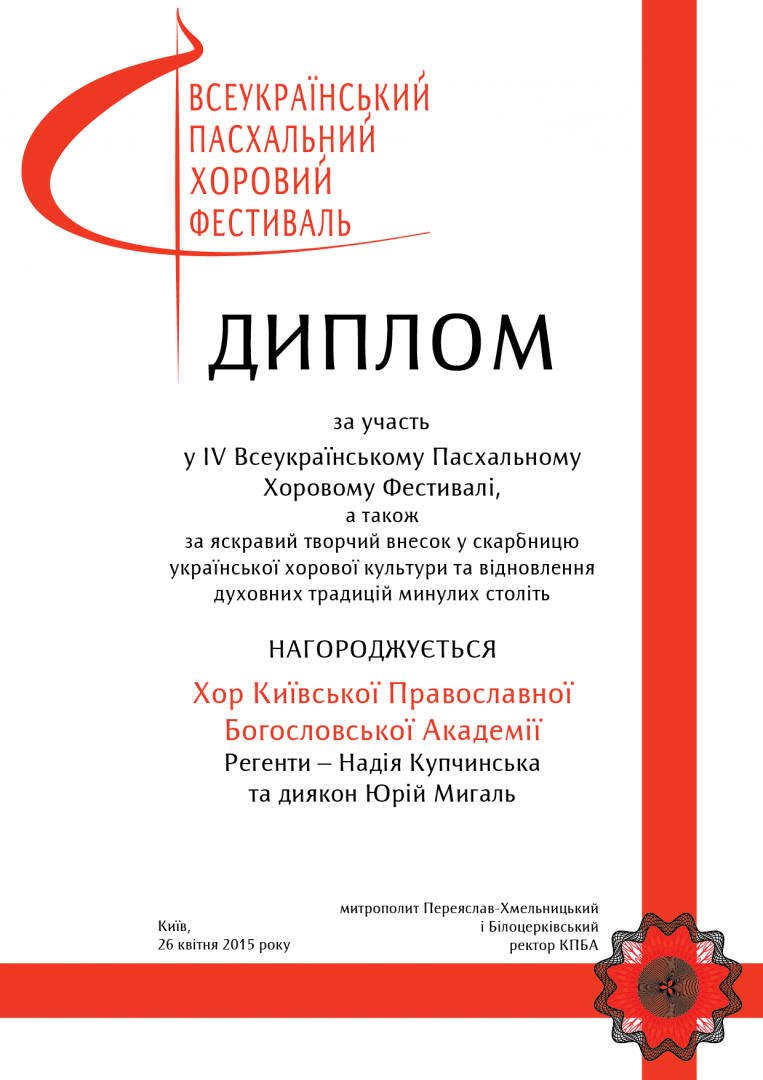 ВСЕУКРАЇНСЬКИЙ
ПАСХАЛЬНИЙ
ХОРОВИЙ
ФЕСТИВАЛЬ
ДИПЛОМ
за участь
у IV Всеукраїнському Пасхальному
Хоровому Фестивалі,
а також
за яскравий творчий внесок у скарбницю
української хорової культури та відновлення
духовних традицій минулих століть
НАГОРОДЖУЄТЬСЯ
Хор Київської Православної
Богословської Академії
Регенти – Надія Купчинська
та диякон Юрій Мигаль
Київ,
26 квітня 2015 року
митрополит Переяслав-Хмельницький
і Білоцерківський
ректор КПБА